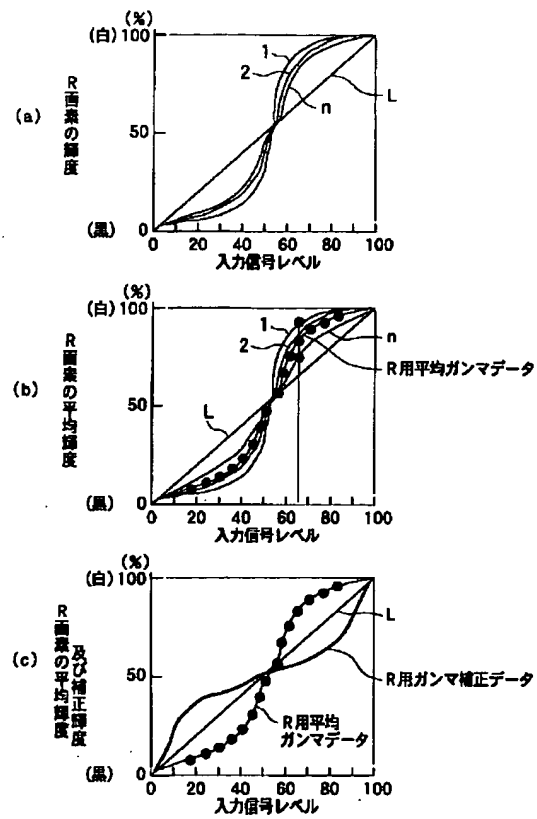 (a)
R画素の輝度
(%)
(白) 100
50
(黒) 0
1
2
n
L
0 20 40 60 80 100
入力信号レベル
(b)
R画素の平均輝度
(%)
(白) 100
50
(黒) 0
1
2
n
R用平均ガンマデータ
L
0 20 40 60 80 100
入力信号レベル
(c)
R画素の平均輝度
及び補正輝度
(%)
(白) 100
50
(黒) 0
L
R用ガンマ補正データ
R用平均
ガンマデータ
0 20 40 60 80 100
入力信号レベル